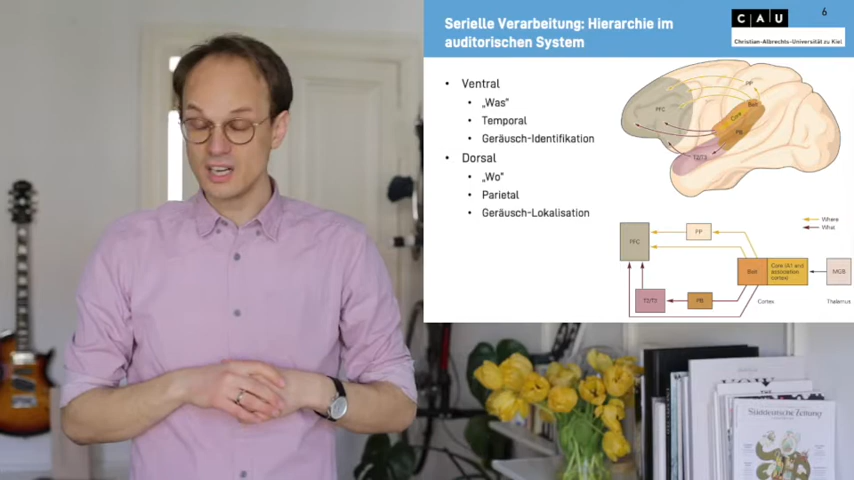 Serielle Verarbeitung: Hierarchie im
auditorischen System
CAU
6
Christian-Albrechts-Universität zu Kiel
Ventral
„Was"
Temporal
Geräusch-Identifikation
Dorsal
„Wo"
Parietal
Geräusch-Lokalisation
PP
PFC
Belt
Core
PB
T2/T3
Where
What
PFC
PP
Belt
Core (A1 and
association
cortex)
MGB
T2/T3
PB
Cortex
Thalamus
Süddeutsche Zeitung